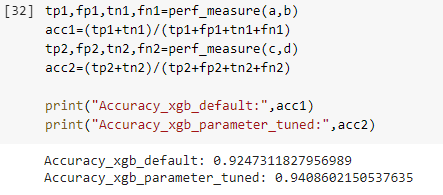 [32] tp1,fp1,tn1,fn1=perf_measure(a,b)
acc1=(tp1+tn1)/(tp1+fp1+tn1+fn1)
tp2,fp2,tn2,fn2=perf_measure(c,d)
acc2=(tp2+tn2)/(tp2+fp2+tn2+fn2)
print("Accuracy_xgb_default:",acc1)
print("Accuracy_xgb_parameter_tuned:",acc2)
Accuracy_xgb_default: 0.9247311827956989
Accuracy_xgb_parameter_tuned: 0.9408602150537635